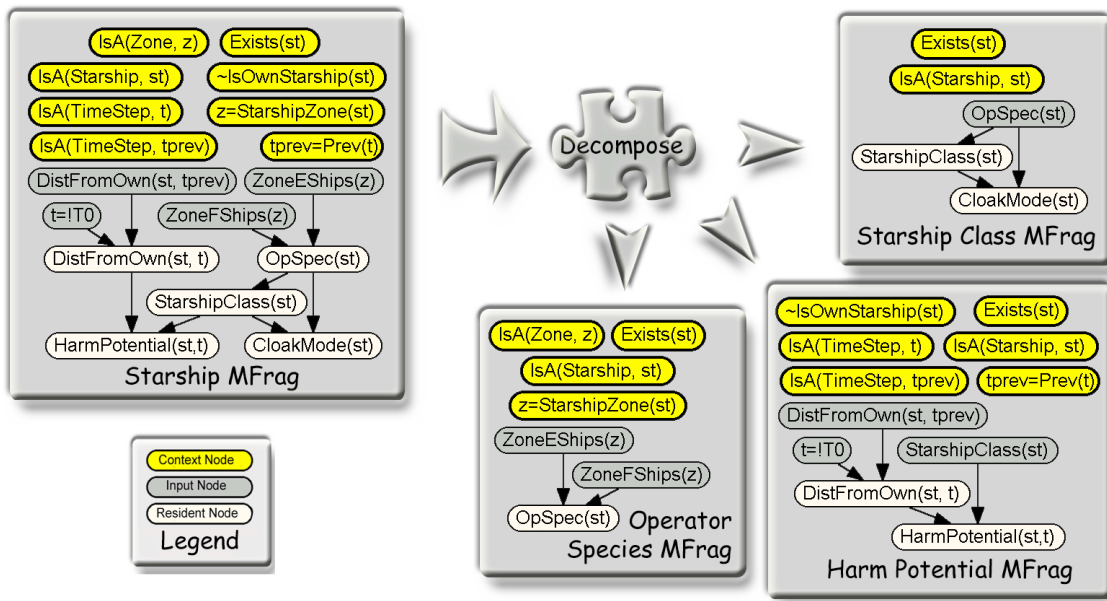 IsA(Zone, z) Exists(st)
IsA(Starship, st) ~IsOwnStarship(st)
IsA(TimeStep, t) z=StarshipZone(st)
IsA(TimeStep, tprev) tprev=Prev(t)
DistFromOwn(st, tprev) ZoneEShips(z)
t=!T0 ZoneFShips(z)
DistFromOwn(st, t) OpSpec(st)
StarshipClass(st)
HarmPotential(st,t) CloakMode(st)
Starship MFrag
Decompose
Exists(st)
IsA(Starship, st)
OpSpec(st)
StarshipClass(st)
CloakMode(st)
Starship Class MFrag
IsA(Zone, z) Exists(st)
IsA(Starship, st)
z=StarshipZone(st)
ZoneEShips(z)
ZoneFShips(z)
OpSpec(st)
Operator
Species MFrag
~IsOwnStarship(st) Exists(st)
IsA(TimeStep, t) IsA(Starship, st)
IsA(TimeStep, tprev) tprev=Prev(t)
DistFromOwn(st, tprev)
t=!T0 StarshipClass(st)
DistFromOwn(st, t)
HarmPotential(st,t)
Harm Potential MFrag
Context Node
Input Node
Resident Node
Legend